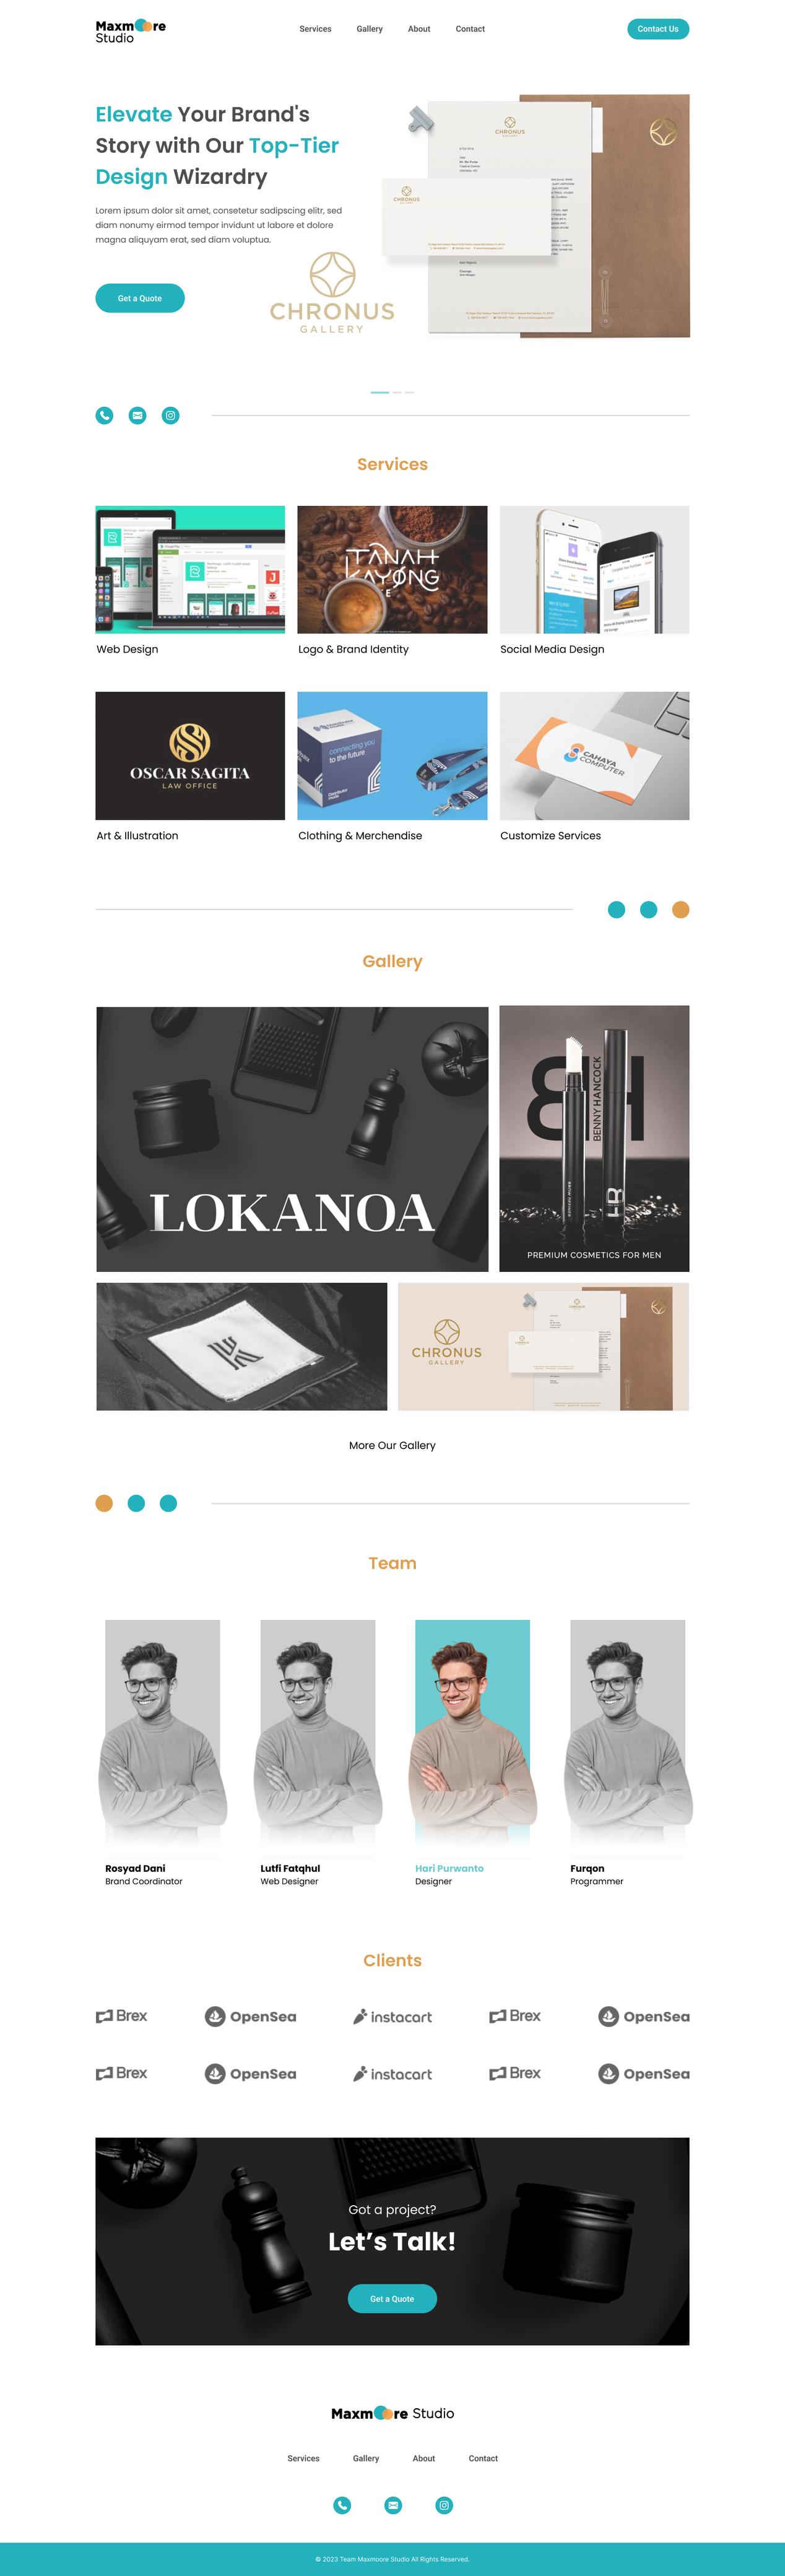 Maxmoore
Studio
Services Gallery About Contact
Contact Us
Elevate Your Brand's
Story with Our Top-Tier
Design Wizardry
Lorem ipsum dolor sit amet, consetetur sadipscing elitr, sed
diam nonumy eirmod tempor invidunt ut labore et dolore
magna aliquyam erat, sed diam voluptua.
Get a Quote
CHRONUS
GALLERY
CHRONUS
GALLERY
CHRONUS
GALLERY
Services
TANAH
KAYONG
Web Design
Logo & Brand Identity
Social Media Design
OSCAR SAGITA
LAW OFFICE
connecting you
to the future
CAHAYA
COMPUTER
Art & Illustration
Clothing & Merchendise
Customize Services
Gallery
LOKANOA
BH
BENNY HANCOCK
PREMIUM COSMETICS FOR MEN
CHRONUS
GALLERY
More Our Gallery
Team
Rosyad Dani
Brand Coordinator
Lutfi Fatqhul
Web Designer
Hari Purwanto
Designer
Furqon
Programmer
Clients
Brex OpenSea instacart Brex OpenSea
Brex OpenSea instacart Brex OpenSea
Got a project?
Let's Talk!
Get a Quote
Maxmoore Studio
Services Gallery About Contact
© 2023 Team Maxmoore Studio All Rights Reserved.